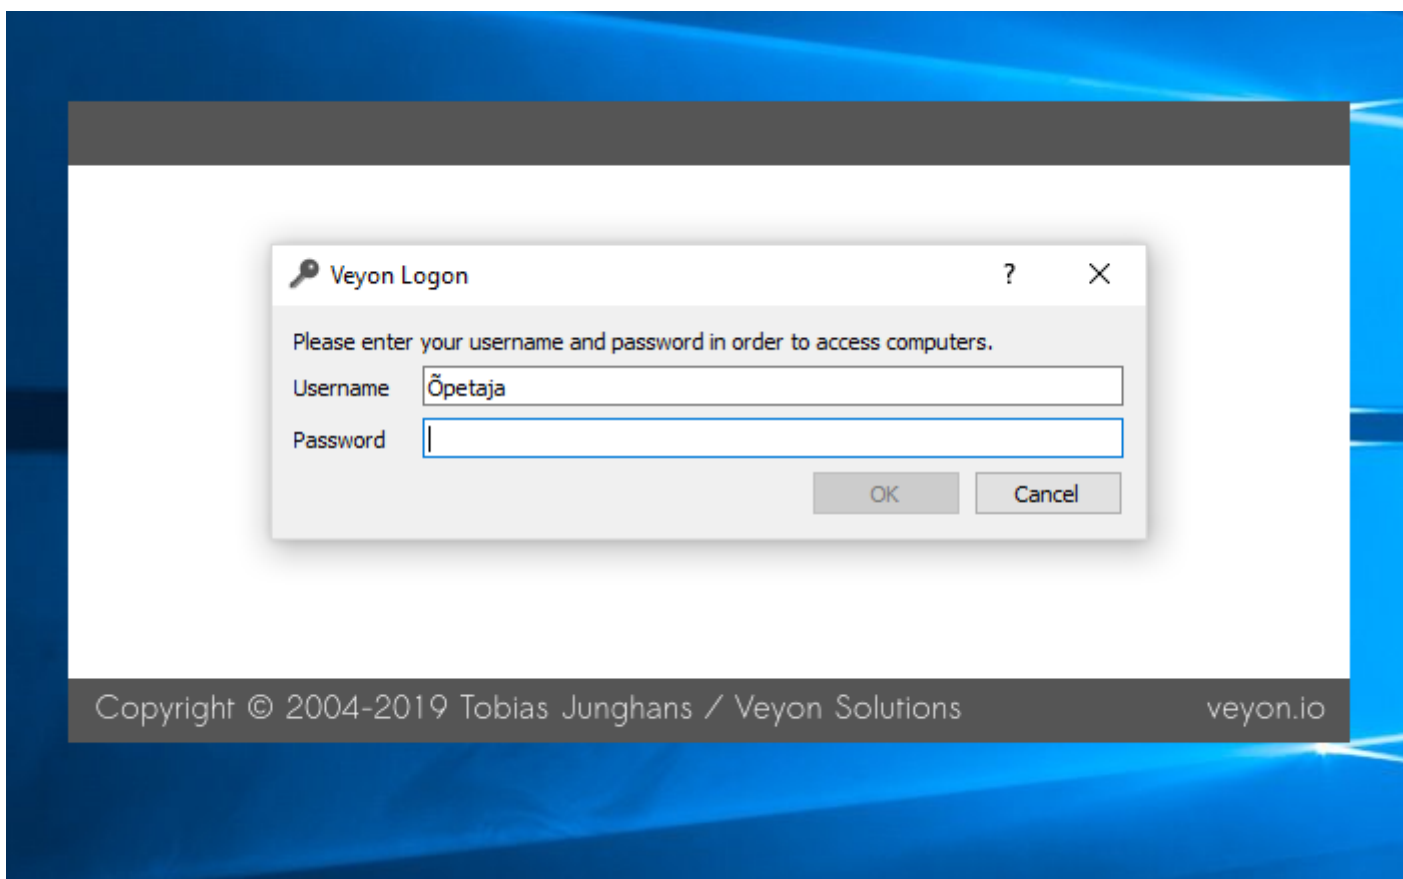 Veyon Logon ?
Please enter your username and password in order to access computers.
Username Õpetaja
Password
OK Cancel
Copyright © 2004-2019 Tobias Junghans / Veyon Solutions veyon.io